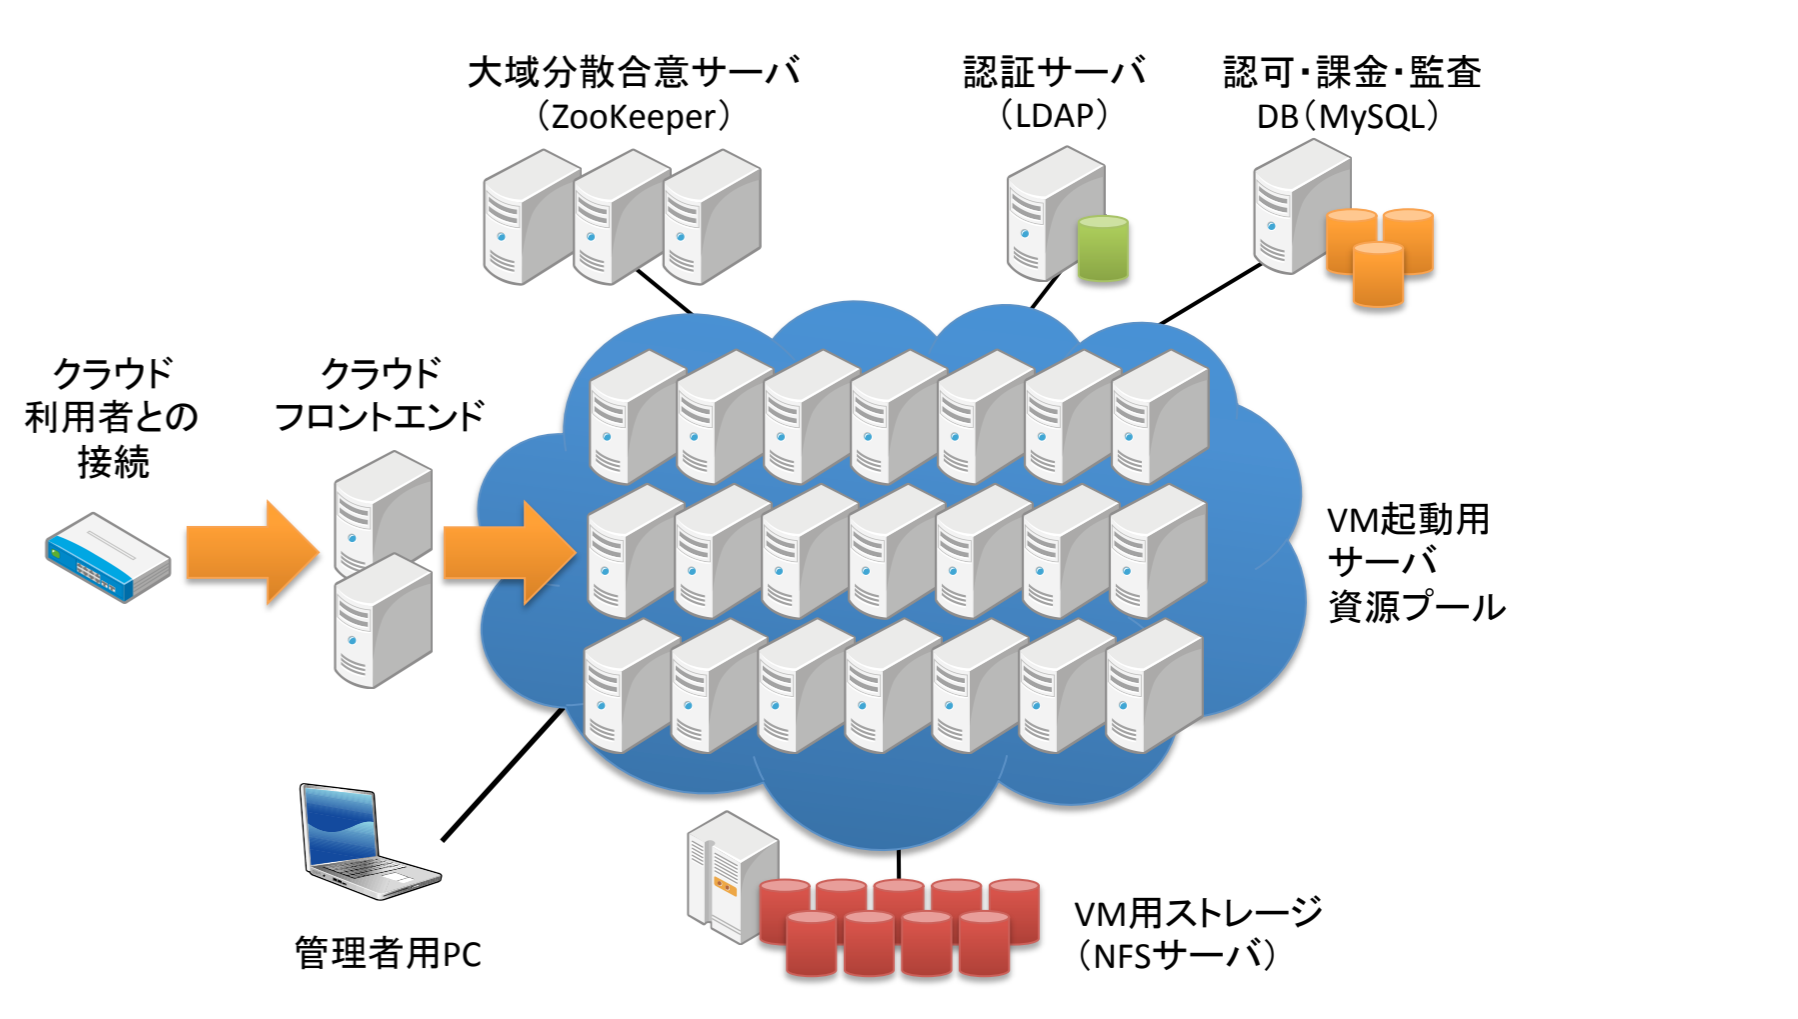 大域分散合意サーバ
（ZooKeeper）
認証サーバ
（LDAP）
認可・課金・監査
DB（MySQL）
クラウド
利用者との
接続
クラウド
フロントエンド
VM起動用
サーバ
資源プール
管理者用PC
VM用ストレージ
（NFSサーバ）